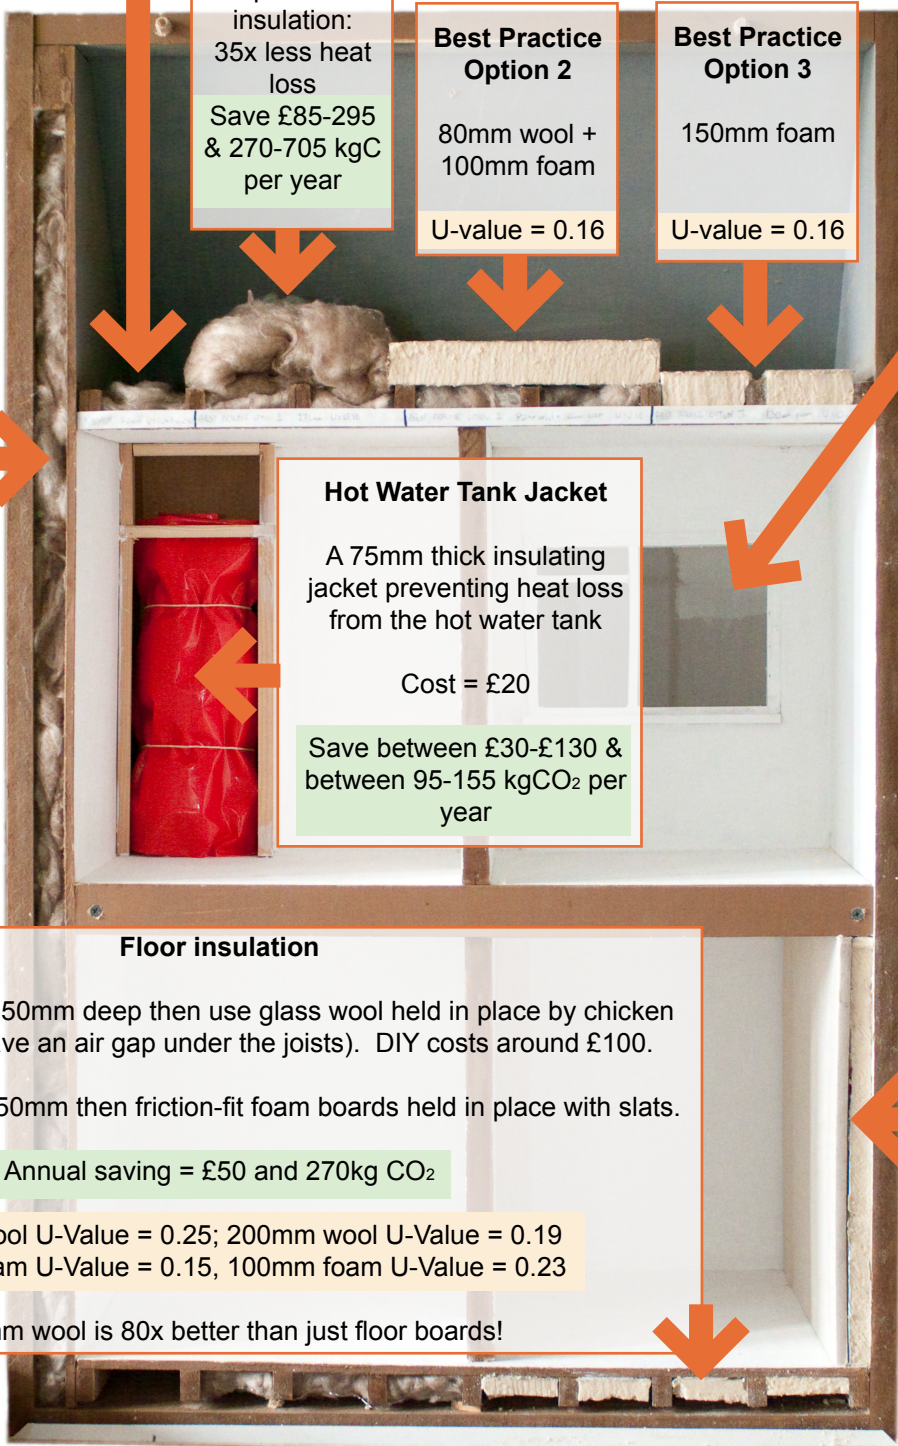 insulation:
35x less heat
loss
Save £85-295
& 270-705 kgC
per year
Best Practice
Option 2
80mm wool +
100mm foam
U-value = 0.16
Best Practice
Option 3
150mm foam
U-value = 0.16
Hot Water Tank Jacket
A 75mm thick insulating
jacket preventing heat loss
from the hot water tank
Cost = £20
Save between £30-£130 &
between 95-155 kgCO2 per
year
Floor insulation
50mm deep then use glass wool held in place by chicken
an air gap under the joists). DIY costs around £100.
50mm then friction-fit foam boards held in place with slats.
Annual saving = £50 and 270kg CO2
U-Value = 0.25; 200mm wool U-Value = 0.19
U-Value = 0.15, 100mm foam U-Value = 0.23
wool is 80x better than just floor boards!